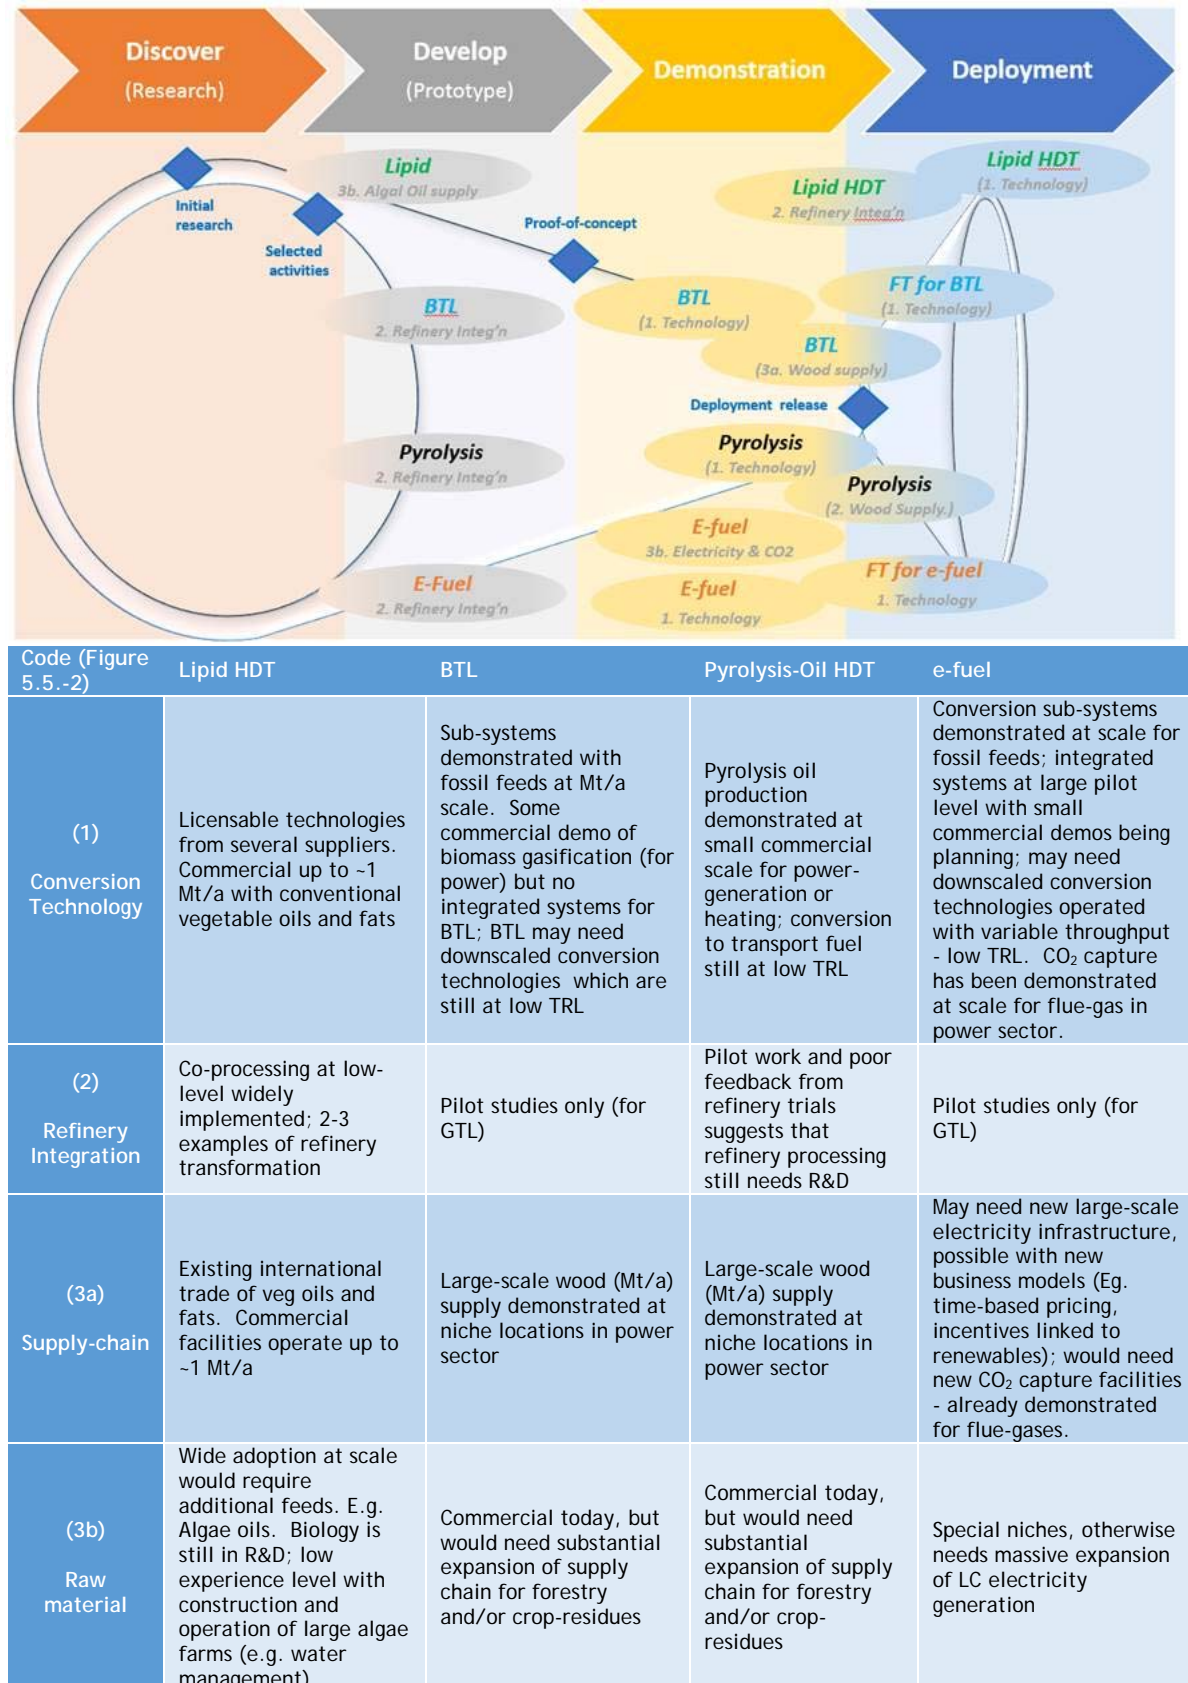 Discover
(Research)
Develop
(Prototype)
Demonstration
Deployment
Lipid
3b. Algal Oil supply
Lipid HDT
2. Refinery Integ'n
Lipid HDT
(1. Technology)
Initial
research
Selected
activities
Proof-of-concept
BTL
2. Refinery Integ'n
BTL
(1. Technology)
FT for BTL
(1. Technology)
BTL
(3a. Wood supply)
Deployment release
Pyrolysis
2. Refinery Integ'n
Pyrolysis
(1. Technology)
Pyrolysis
(2. Wood Supply.)
E-fuel
3b. Electricity & CO2
E-Fuel
2. Refinery Integ'n
E-fuel
1. Technology
FT for e-fuel
1. Technology
Code (Figure
5.5.-2)
Lipid HDT
BTL
Pyrolysis-Oil HDT
e-fuel
(1)
Conversion
Technology
Licensable technologies
from several suppliers.
Commercial up to ~1
Mt/a with conventional
vegetable oils and fats
Sub-systems
demonstrated with
fossil feeds at Mt/a
scale. Some
commercial demo of
biomass gasification (for
power) but no
integrated systems for
BTL; BTL may need
downscaled conversion
technologies which are
still at low TRL
Pyrolysis oil
production
demonstrated at
small commercial
scale for power-
generation or
heating; conversion
to transport fuel
still at low TRL
Conversion sub-systems
demonstrated at scale for
fossil feeds; integrated
systems at large pilot
level with small
commercial demos being
planning; may need
downscaled conversion
technologies operated
with variable throughput
- low TRL. CO₂ capture
has been demonstrated
at scale for flue-gas in
power sector.
(2)
Refinery
Integration
Co-processing at low-
level widely
implemented; 2-3
examples of refinery
transformation
Pilot studies only (for
GTL)
Pilot work and poor
feedback from
refinery trials
suggests that
refinery processing
still needs R&D
Pilot studies only (for
GTL)
(3a)
Supply-chain
Existing international
trade of veg oils and
fats. Commercial
facilities operate up to
~1 Mt/a
Large-scale wood (Mt/a)
supply demonstrated at
niche locations in power
sector
Large-scale wood
(Mt/a) supply
demonstrated at
niche locations in
power sector
May need new large-scale
electricity infrastructure,
possible with new
business models (Eg.
time-based pricing,
incentives linked to
renewables); would need
new CO₂ capture facilities
- already demonstrated
for flue-gases.
(3b)
Raw
material
Wide adoption at scale
would require
additional feeds. E.g.
Algae oils. Biology is
still in R&D; low
experience level with
construction and
operation of large algae
farms (e.g. water
management)
Commercial today, but
would need substantial
expansion of supply
chain for forestry
and/or crop-residues
Commercial today,
but would need
substantial
expansion of supply
chain for forestry
and/or crop-
residues
Special niches, otherwise
needs massive expansion
of LC electricity
generation